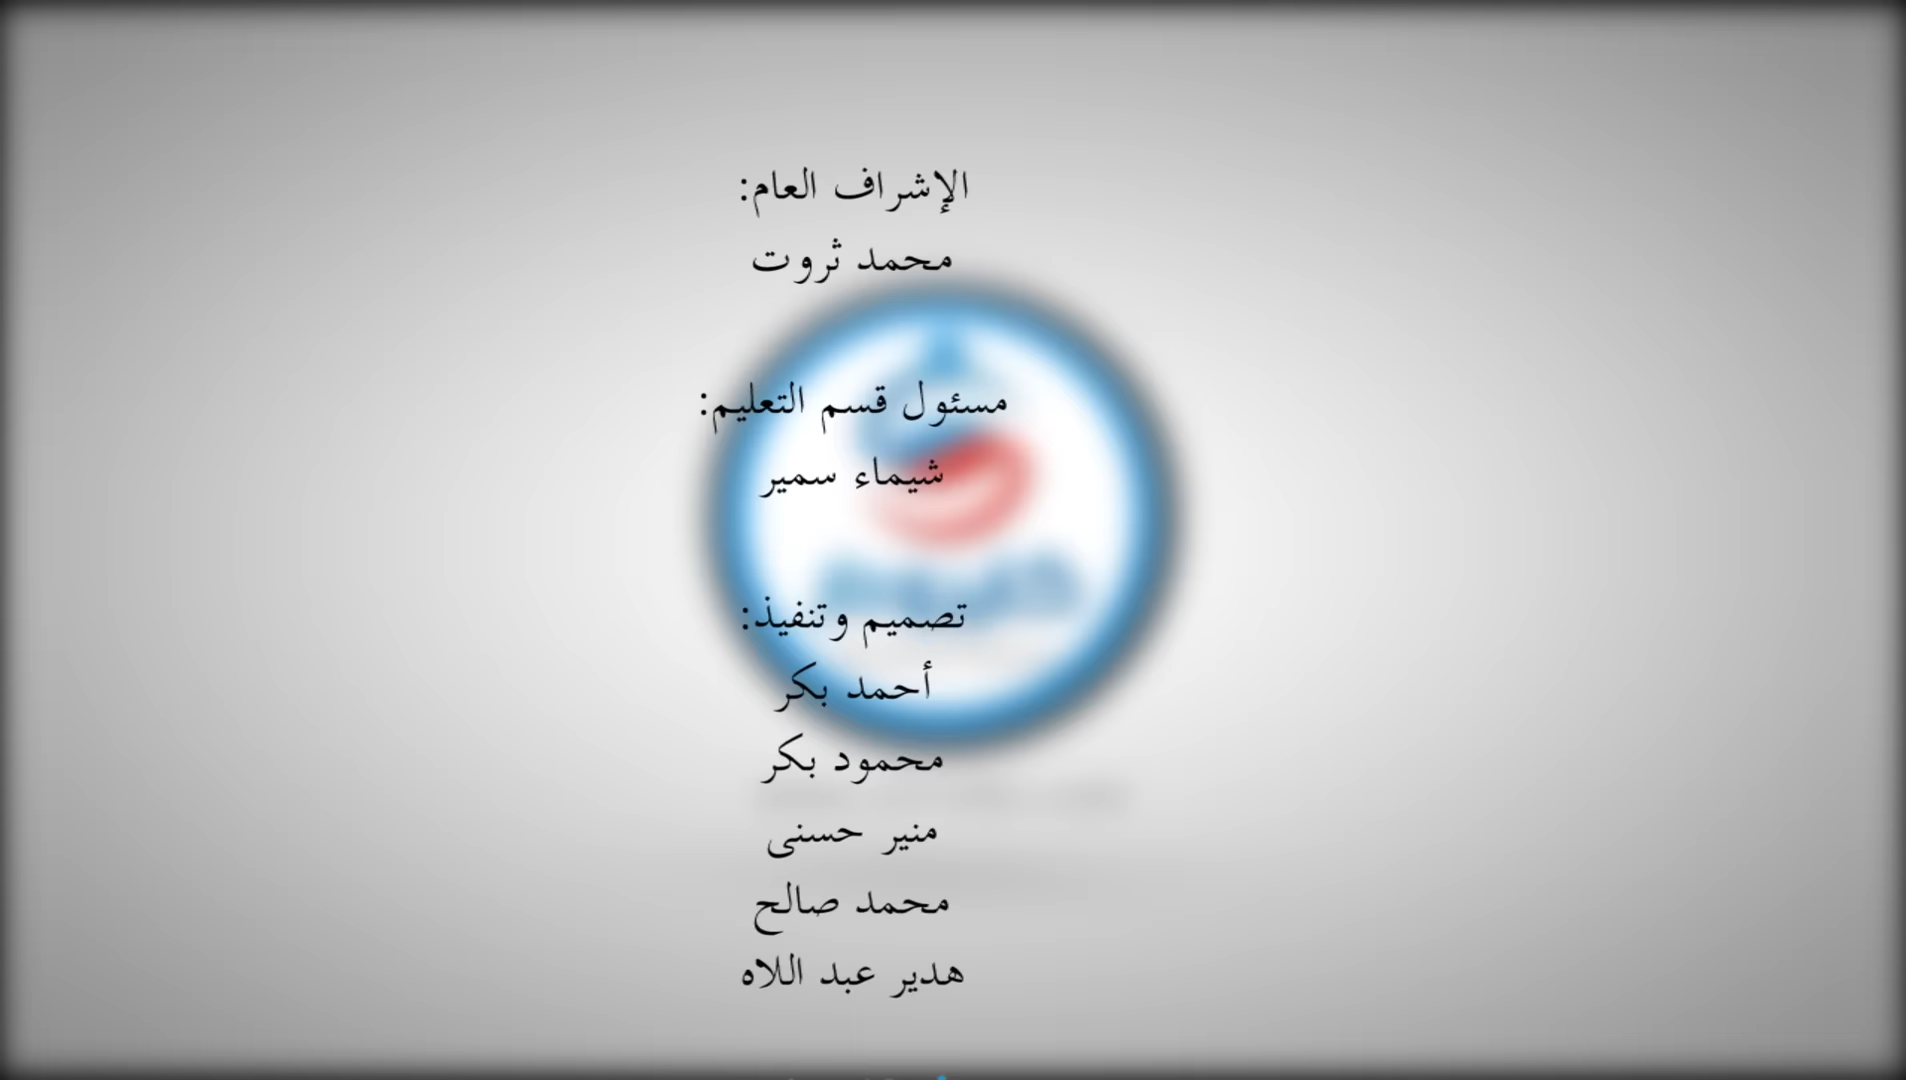 الإشراف العام:
محمد ثروت
مسئول قسم التعليم:
شيماء سمير
تصميم وتنفيذ:
أحمد بكر
محمود بكر
منير حسنى
محمد صالح
هدير عبد اللاه